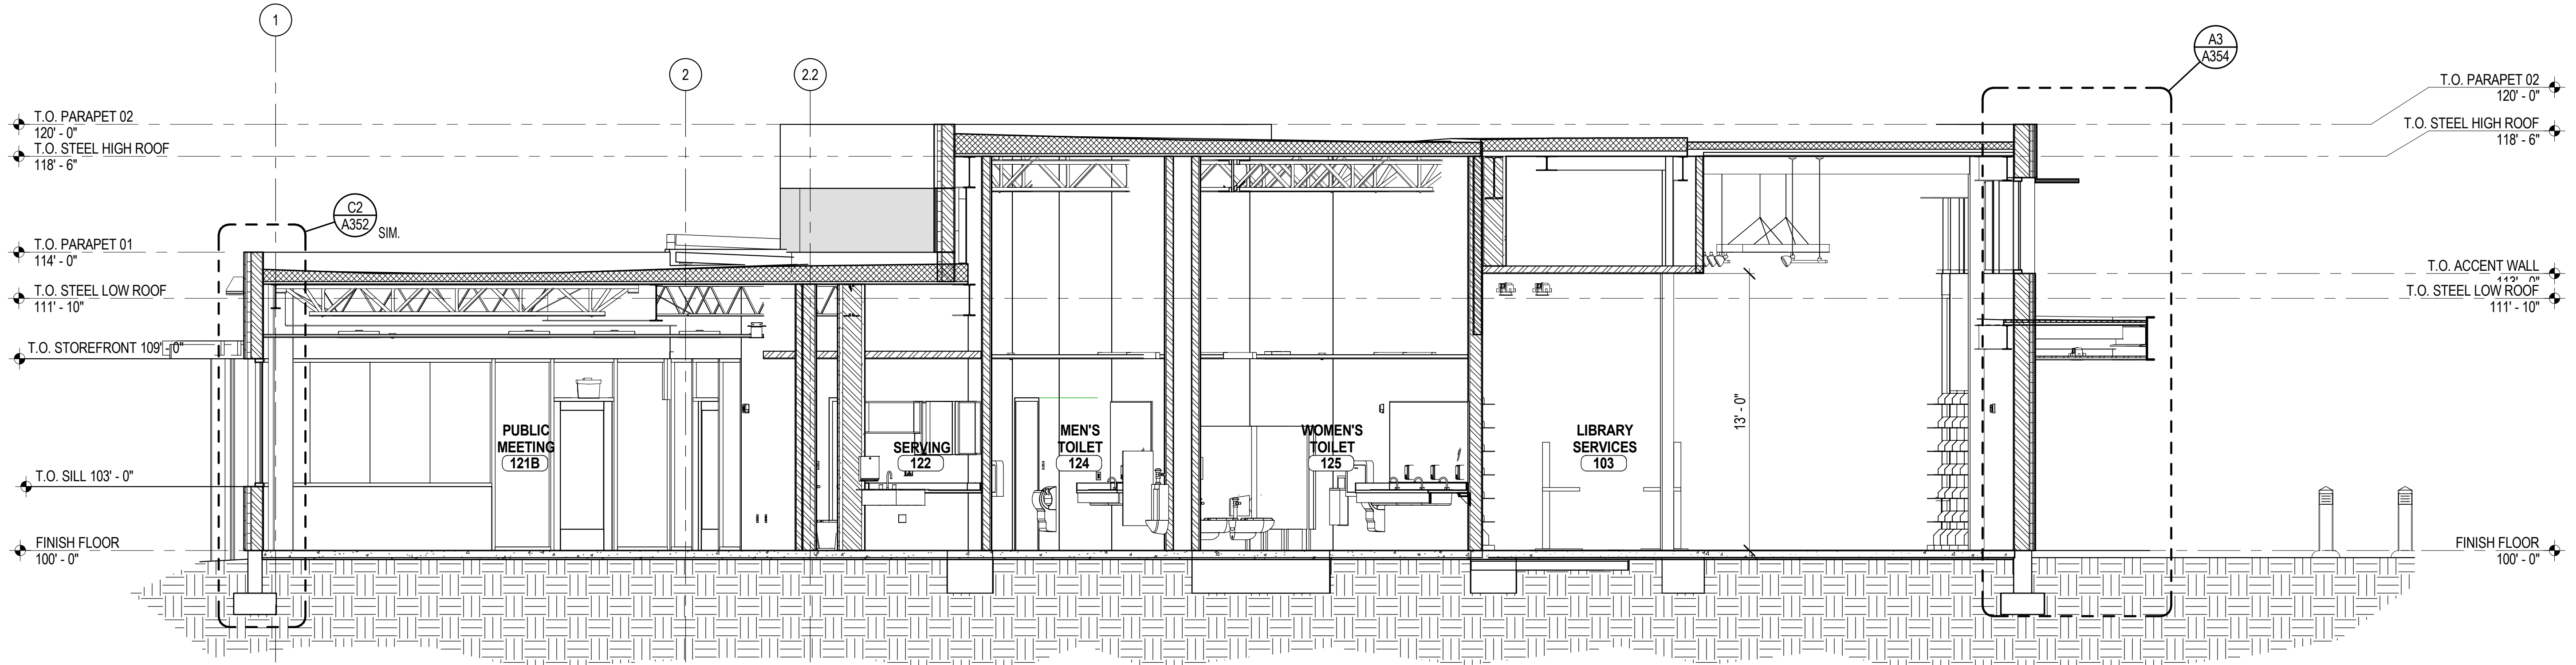 1
2
2.2
A3
A354
T.O. PARAPET 02
120' - 0"
T.O. STEEL HIGH ROOF
118' - 6"
C2
A352
SIM.
T.O. PARAPET 01
114' - 0"
T.O. STEEL LOW ROOF
111' - 10"
T.O. STOREFRONT 109' - 0"
T.O. SILL 103' - 0"
FINISH FLOOR
100' - 0"
PUBLIC
MEETING
121B
SERVING
122
MEN'S
TOILET
124
WOMEN'S
TOILET
125
LIBRARY
SERVICES
103
13' - 0"
T.O. PARAPET 02
120' - 0"
T.O. STEEL HIGH ROOF
118' - 6"
T.O. ACCENT WALL
113' - 0"
T.O. STEEL LOW ROOF
111' - 10"
FINISH FLOOR
100' - 0"